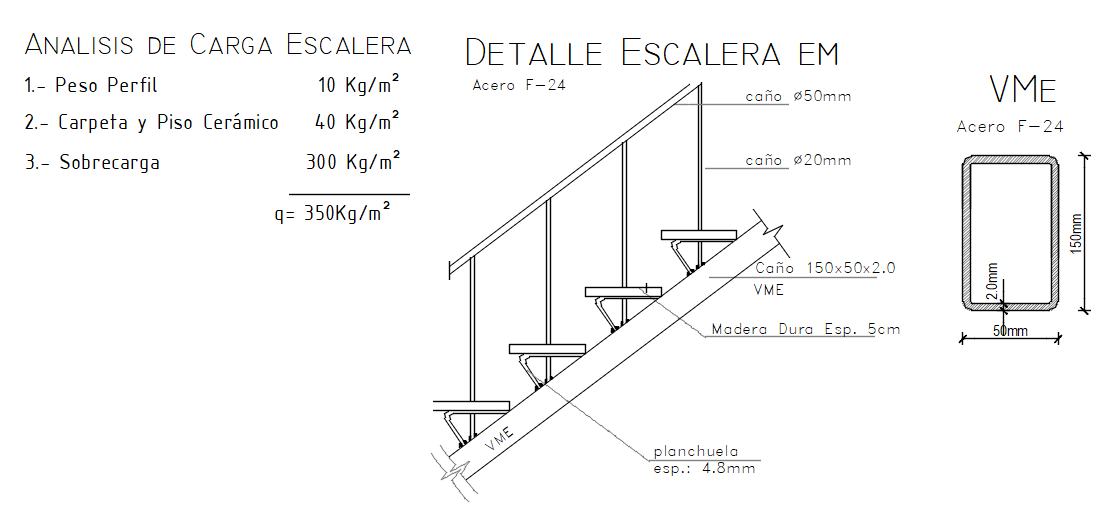 ANALISIS DE CARGA ESCALERA
1.- Peso Perfil 10 Kg/m²
2.- Carpeta y Piso Cerámico 40 Kg/m²
3.- Sobrecarga 300 Kg/m²
q= 350Kg/m²
DETALLE ESCALERA EM
Acero F-24
caño ø50mm
caño ø20mm
Caño 150x50x2.0
VME
Madera Dura Esp. 5cm
VME
planchuela
esp.: 4.8mm
VME
Acero F-24
150mm
2.0mm
50mm